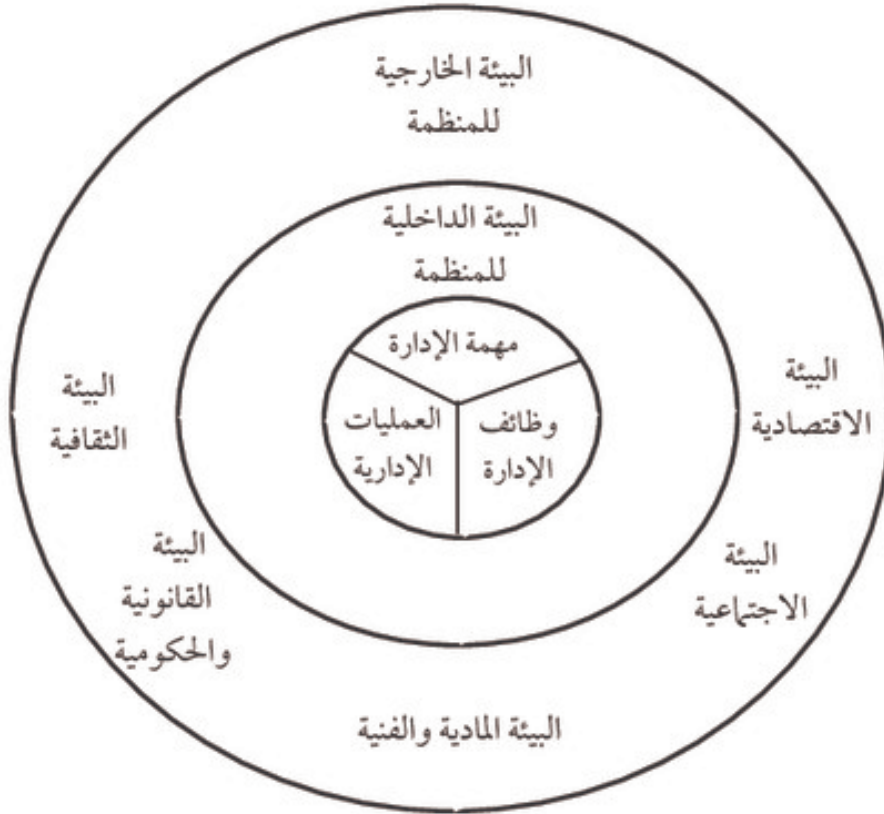 البيئة الخارجية
للمنظمة
البيئة الداخلية
للمنظمة
مهمة الإدارة
وظائف
الإدارة
العمليات
الإدارية
البيئة
الاقتصادية
البيئة
الثقافية
البيئة
الاجتماعية
البيئة
القانونية
والحكومية
البيئة المادية والفنية